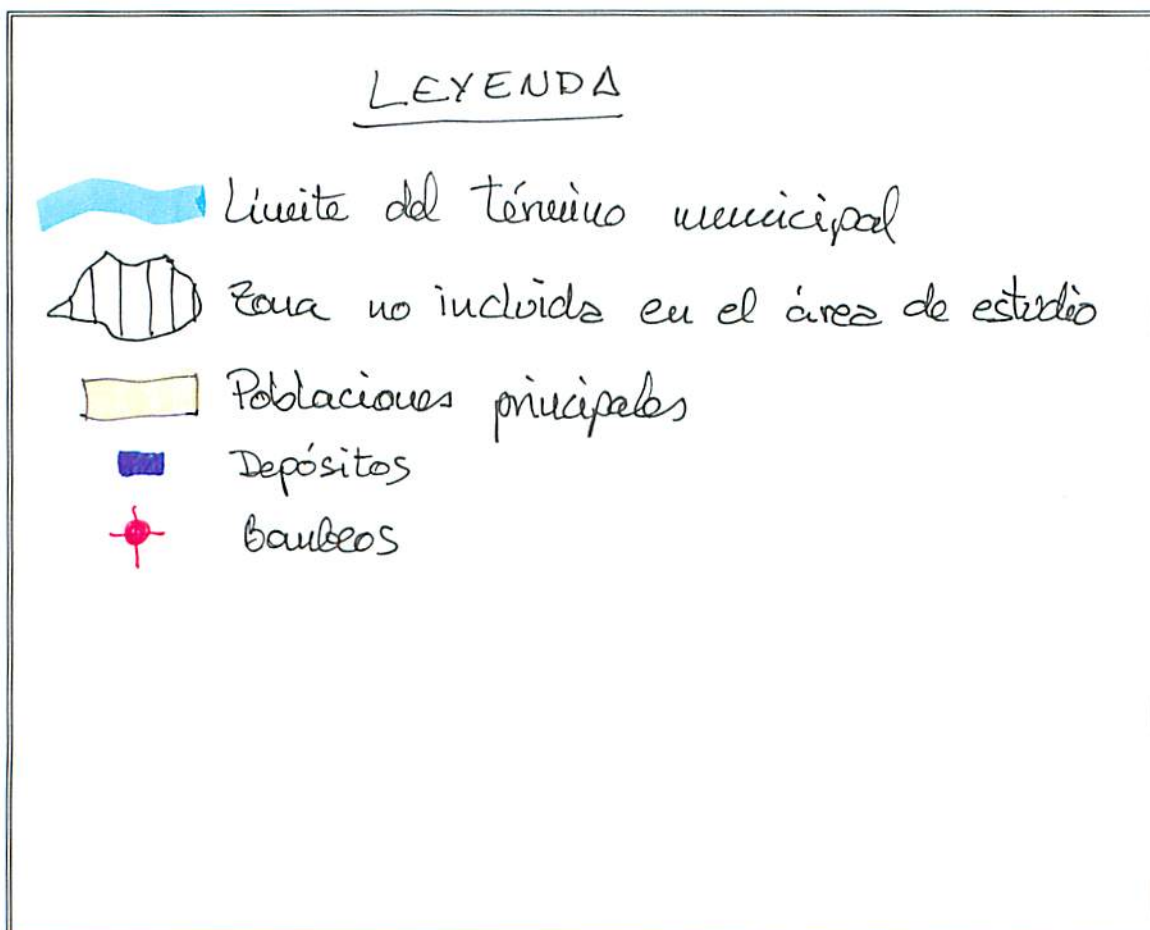 LEYENDA
Límite del término municipal
Zona no incluida en el área de estudio
Poblaciones principales
Depósitos
Bombeos